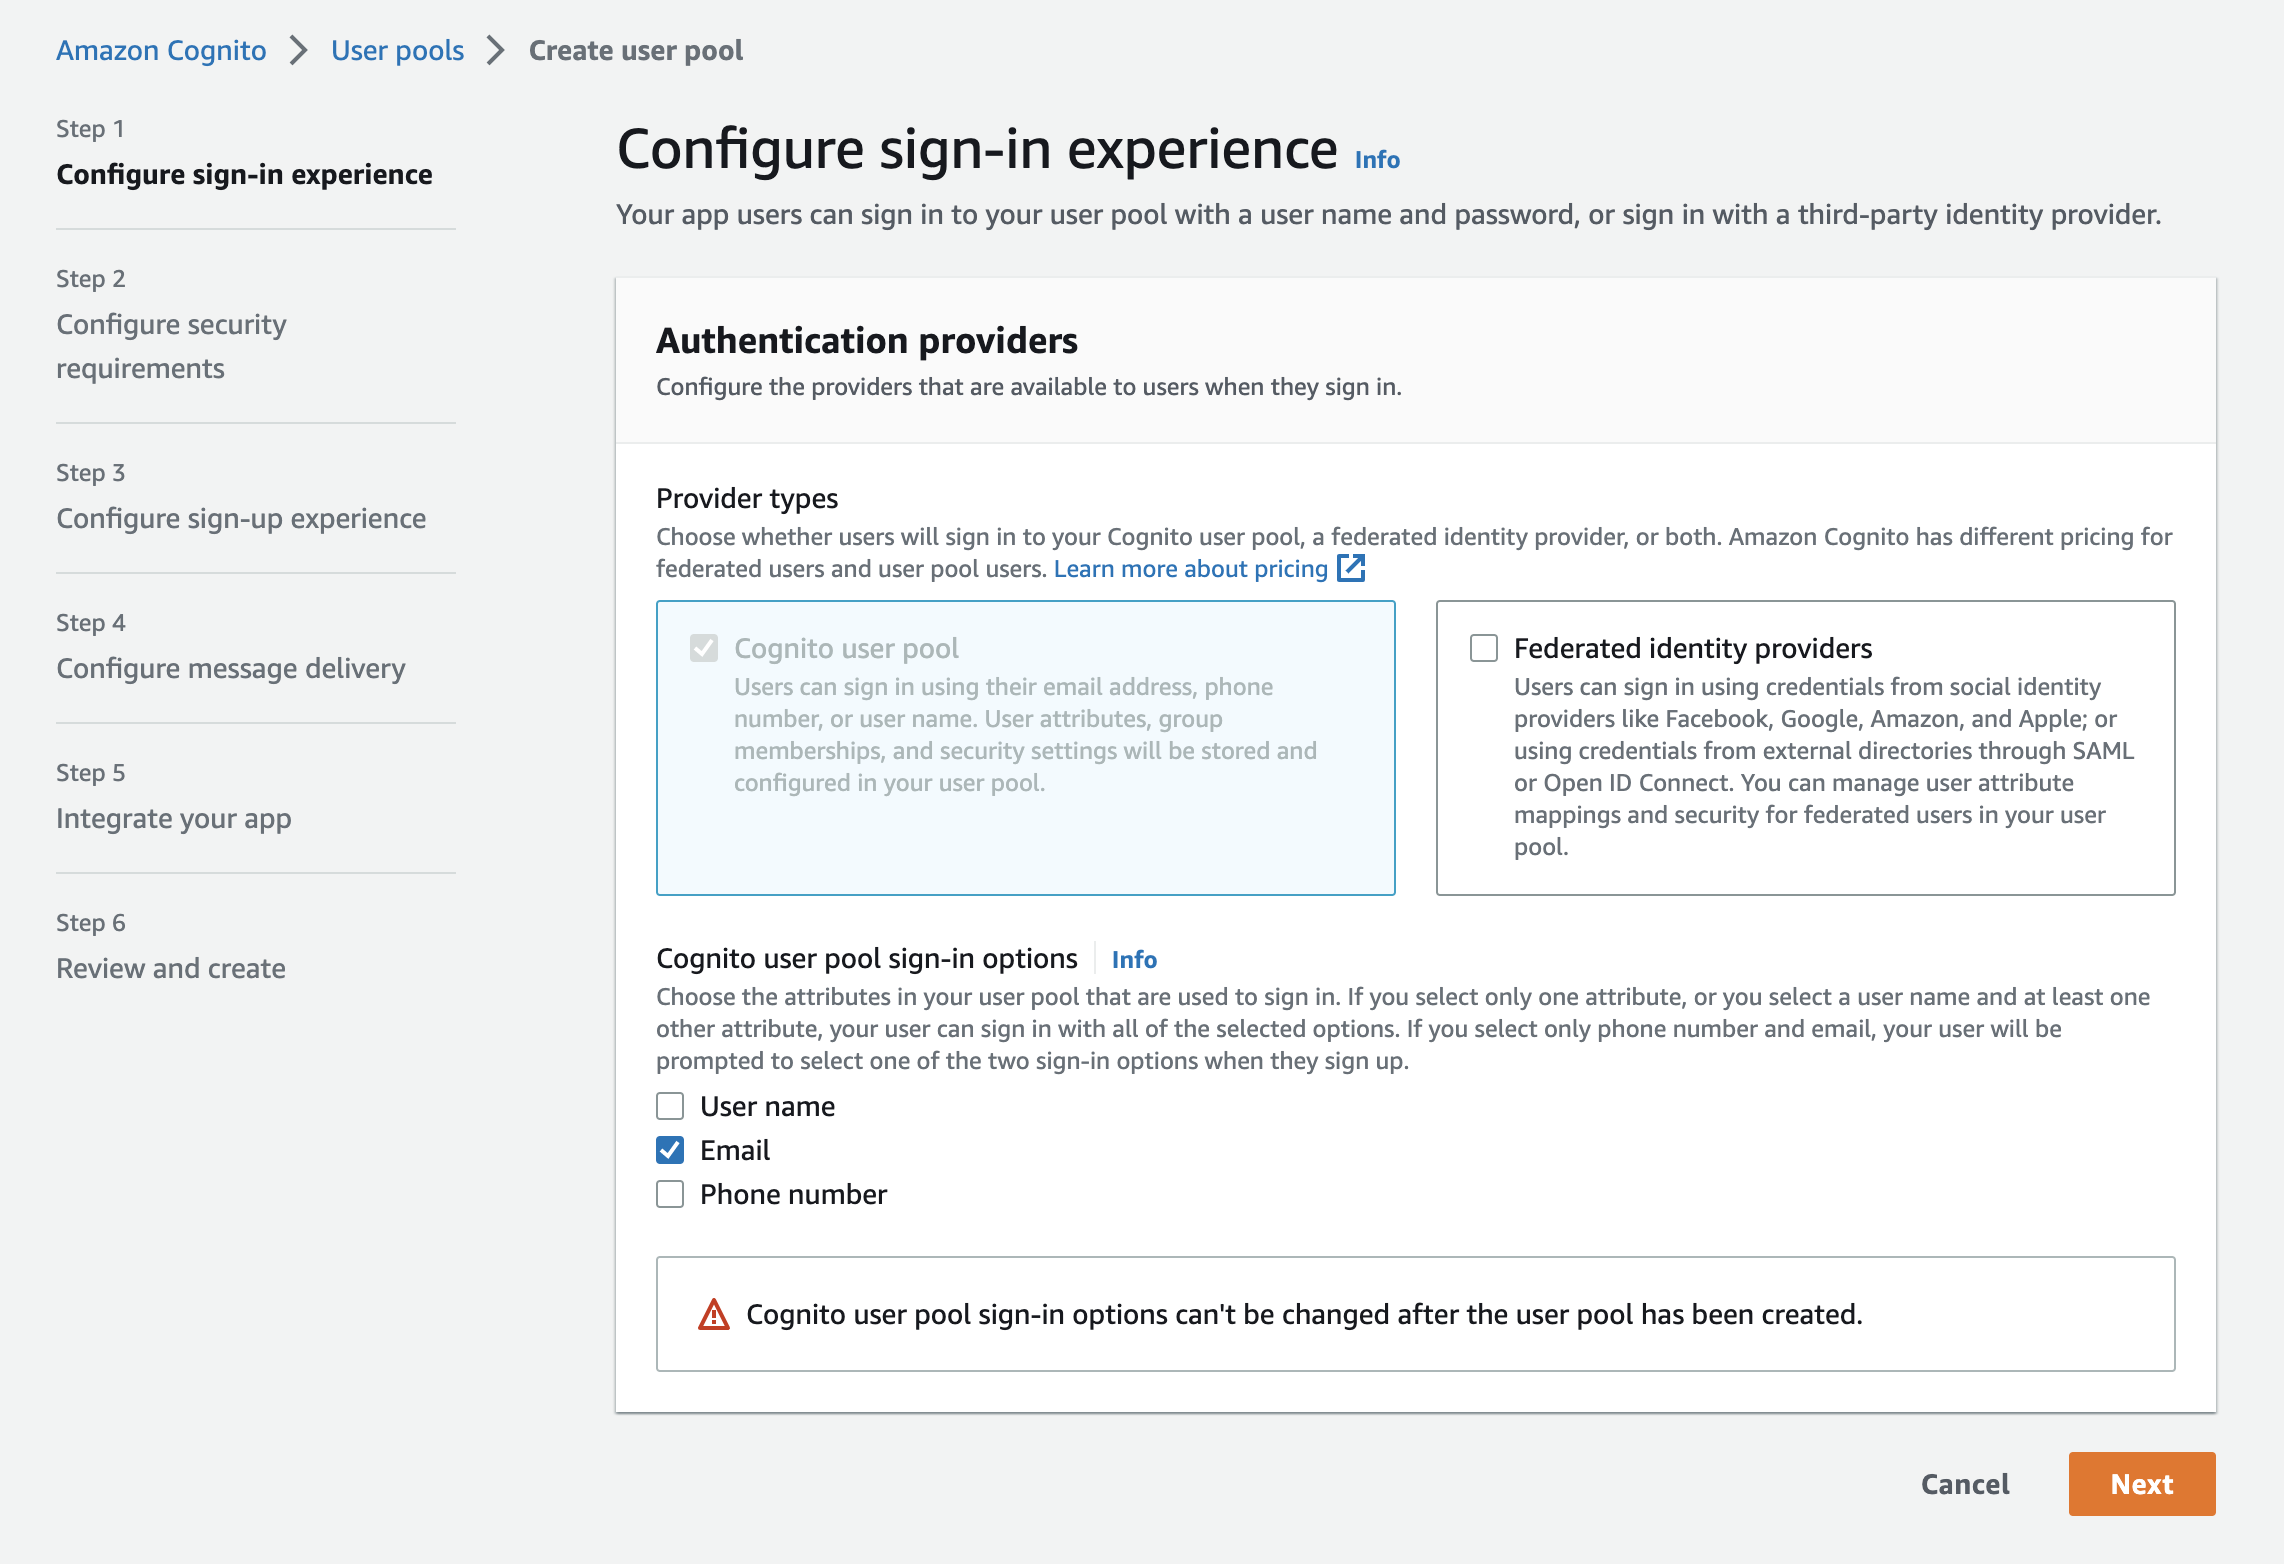 Amazon Cognito > User pools > Create user pool
Step 1
Configure sign-in experience
Step 2
Configure security
requirements
Step 3
Configure sign-up experience
Step 4
Configure message delivery
Step 5
Integrate your app
Step 6
Review and create
Configure sign-in experience Info
Your app users can sign in to your user pool with a user name and password, or sign in with a third-party identity provider.
Authentication providers
Configure the providers that are available to users when they sign in.
Provider types
Choose whether users will sign in to your Cognito user pool, a federated identity provider, or both. Amazon Cognito has different pricing for
federated users and user pool users. Learn more about pricing
Cognito user pool
Users can sign in using their email address, phone
number, or user name. User attributes, group
memberships, and security settings will be stored and
configured in your user pool.
Federated identity providers
Users can sign in using credentials from social identity
providers like Facebook, Google, Amazon, and Apple; or
using credentials from external directories through SAML
or Open ID Connect. You can manage user attribute
mappings and security for federated users in your user
pool.
Cognito user pool sign-in options Info
Choose the attributes in your user pool that are used to sign in. If you select only one attribute, or you select a user name and at least one
other attribute, your user can sign in with all of the selected options. If you select only phone number and email, your user will be
prompted to select one of the two sign-in options when they sign up.
User name
Email
Phone number
Cognito user pool sign-in options can't be changed after the user pool has been created.
Cancel
Next